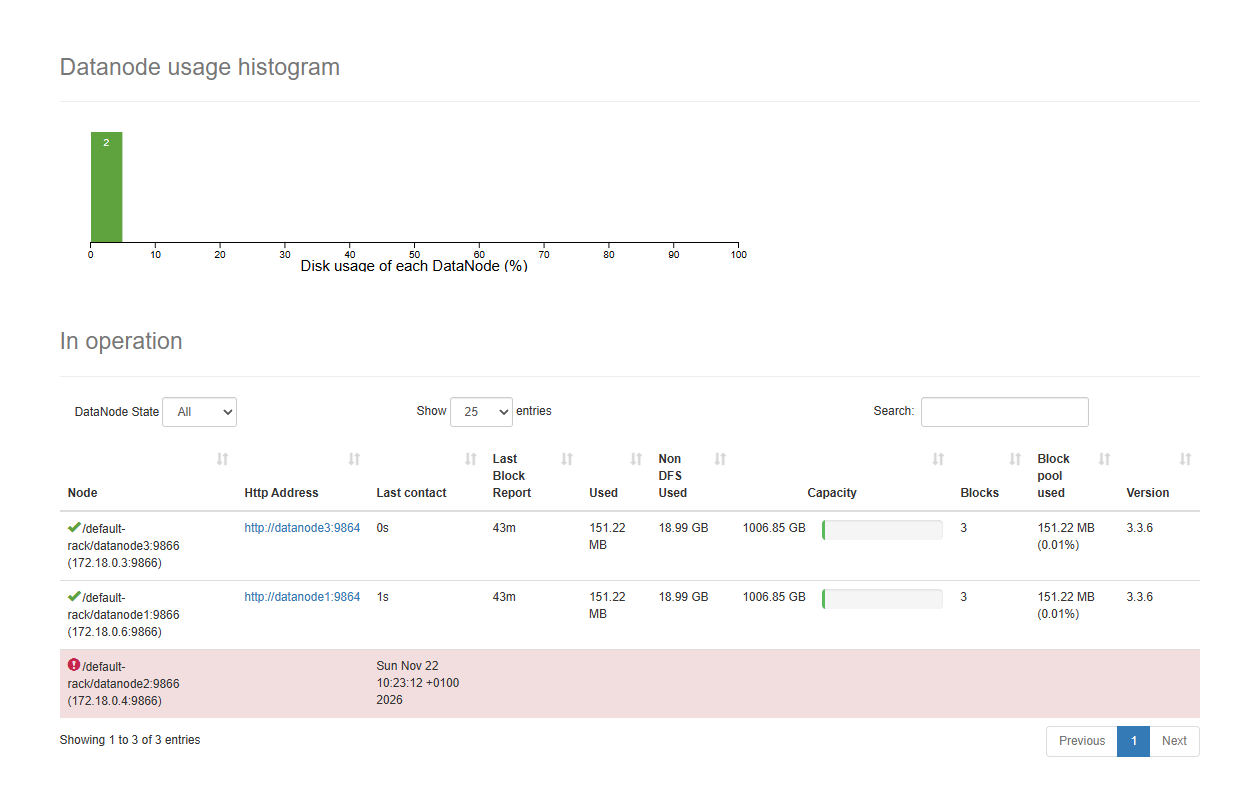 Datanode usage histogram
2
0 10 20 30 40 50 60 70 80 90 100
Disk usage of each DataNode (%)
In operation
DataNode State All Show 25 entries Search:
Node Http Address Last contact Last Block Report Used Non DFS Used Capacity Blocks Block pool used Version
/default-
rack/datanode3:9866
(172.18.0.3:9866)
http://datanode3:9864
0s
43m
151.22
MB
18.99 GB
1006.85 GB
3
151.22 MB
(0.01%)
3.3.6
/default-
rack/datanode1:9866
(172.18.0.6:9866)
http://datanode1:9864
1s
43m
151.22
MB
18.99 GB
1006.85 GB
3
151.22 MB
(0.01%)
3.3.6
/default-
rack/datanode2:9866
(172.18.0.4:9866)
Sun Nov 22
10:23:12 +0100
2026
Showing 1 to 3 of 3 entries
Previous 1 Next